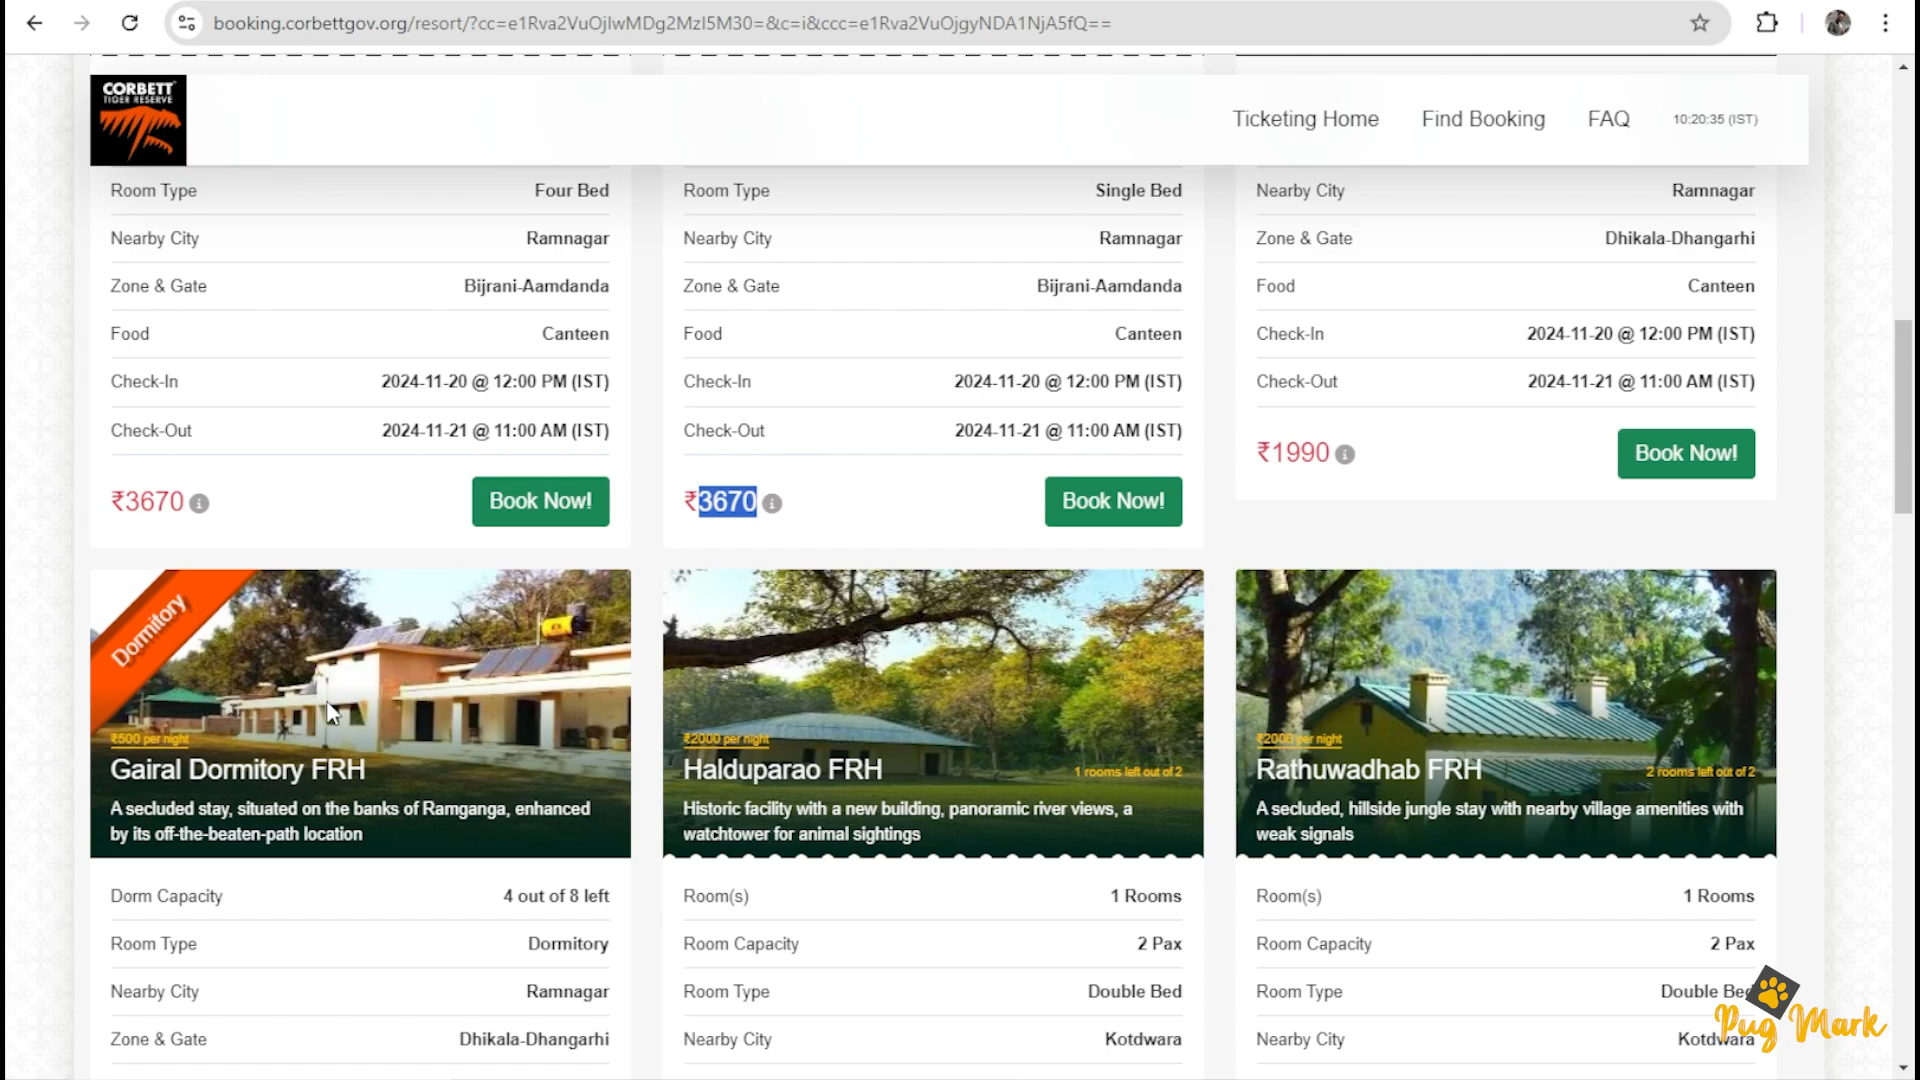 booking.corbettgov.org/resort/?cc=e1Rva2VuOjIwMDg2MzI5M30=&c=i&ccc=e1Rva2VuOjgyNDA1NjA5fQ==
CORBETT
TIGER RESERVE
Ticketing Home Find Booking FAQ 10:20:35 (IST)
Room Type Four Bed
Nearby City Ramnagar
Zone & Gate Bijrani-Aamdanda
Food Canteen
Check-In 2024-11-20 @ 12:00 PM (IST)
Check-Out 2024-11-21 @ 11:00 AM (IST)
₹3670 Book Now!
Room Type Single Bed
Nearby City Ramnagar
Zone & Gate Bijrani-Aamdanda
Food Canteen
Check-In 2024-11-20 @ 12:00 PM (IST)
Check-Out 2024-11-21 @ 11:00 AM (IST)
₹3670 Book Now!
Nearby City Ramnagar
Zone & Gate Dhikala-Dhangarhi
Food Canteen
Check-In 2024-11-20 @ 12:00 PM (IST)
Check-Out 2024-11-21 @ 11:00 AM (IST)
₹1990 Book Now!
Dormitory
₹500 per night
Gairal Dormitory FRH
A secluded stay, situated on the banks of Ramganga, enhanced
by its off-the-beaten-path location
Dorm Capacity 4 out of 8 left
Room Type Dormitory
Nearby City Ramnagar
Zone & Gate Dhikala-Dhangarhi
₹2000 per night
Halduparao FRH 1 rooms left out of 2
Historic facility with a new building, panoramic river views, a
watchtower for animal sightings
Room(s) 1 Rooms
Room Capacity 2 Pax
Room Type Double Bed
Nearby City Kotdwara
₹2000 per night
Rathuwadhab FRH 2 rooms left out of 2
A secluded, hillside jungle stay with nearby village amenities with
weak signals
Room(s) 1 Rooms
Room Capacity 2 Pax
Room Type Double Bed
Nearby City Kotdwara
Pug Mark